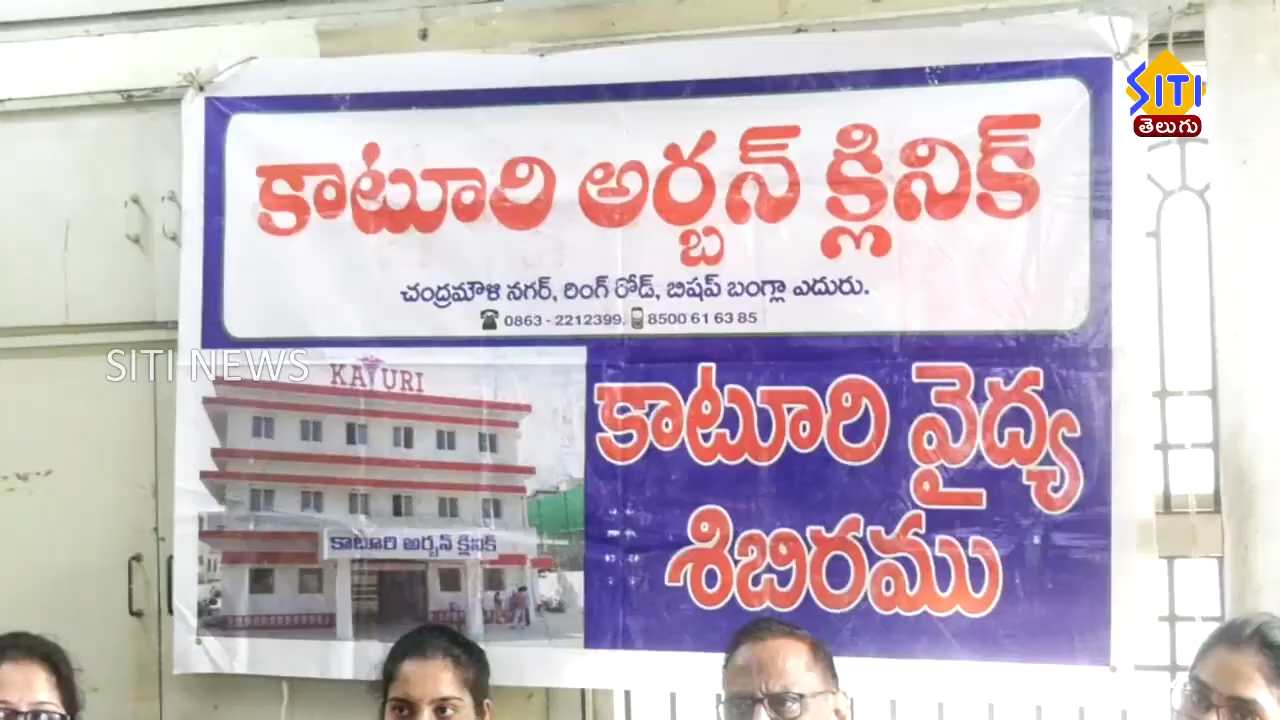 SITI
తెలుగు
కాటూరి అర్బన్ క్లినిక్
చంద్రమౌళి నగర్, రింగ్ రోడ్, బిషప్ బంగ్లా ఎదురు.
0863 - 2212399, 8500 61 63 85
SITI NEWS
KATURI
కాటూరి అర్బన్ క్లినిక్
కాటూరి వైద్య
శిబిరము